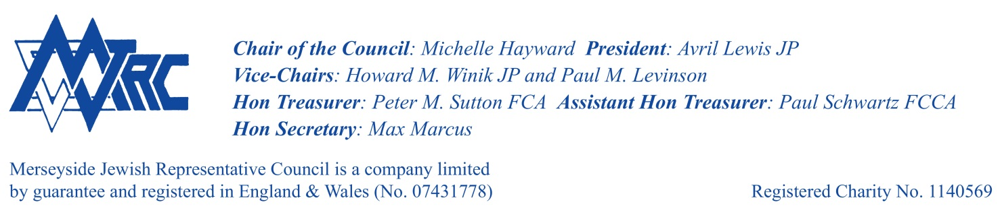 MJRC
Chair of the Council: Michelle Hayward President: Avril Lewis JP
Vice-Chairs: Howard M. Winik JP and Paul M. Levinson
Hon Treasurer: Peter M. Sutton FCA Assistant Hon Treasurer: Paul Schwartz FCCA
Hon Secretary: Max Marcus
Merseyside Jewish Representative Council is a company limited
by guarantee and registered in England & Wales (No. 07431778)
Registered Charity No. 1140569